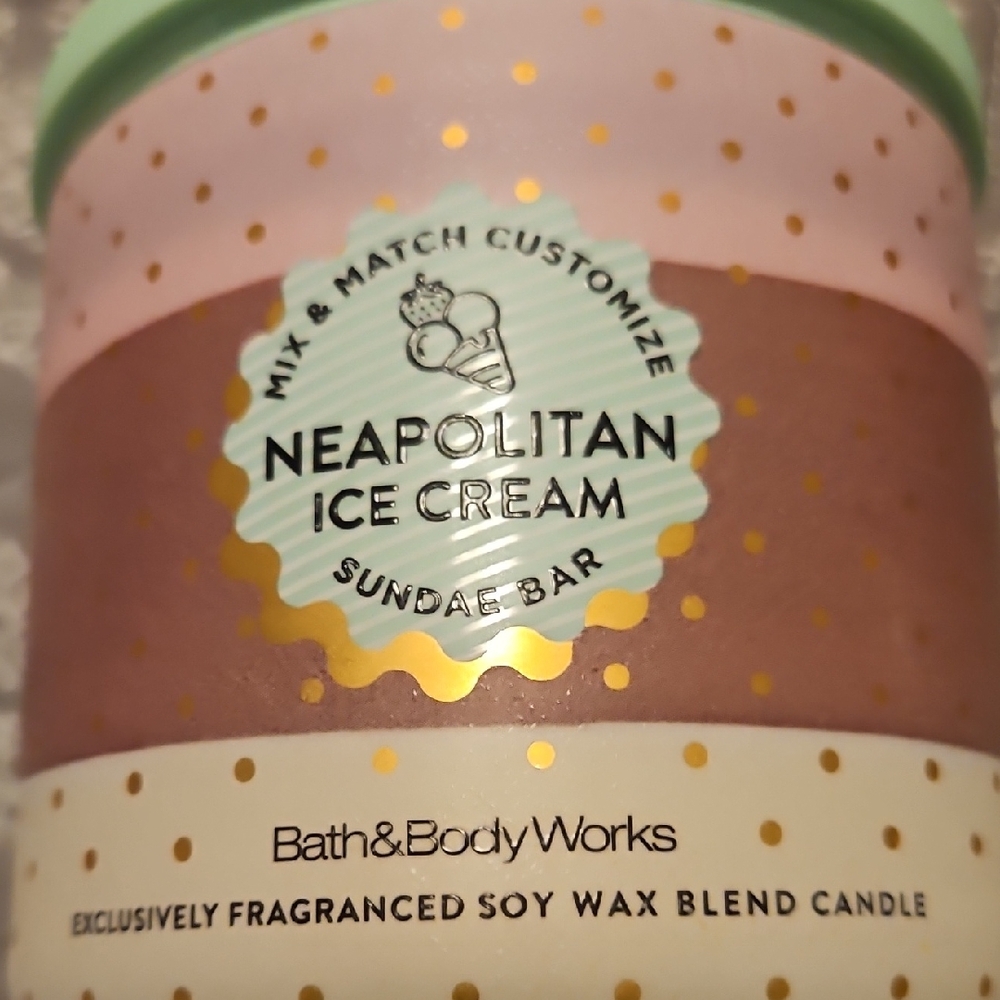 MIX & MATCH CUSTOMIZE
NEAPOLITAN
ICE CREAM
SUNDAE BAR
Bath&BodyWorks
EXCLUSIVELY FRAGRANCED SOY WAX BLEND CANDLE